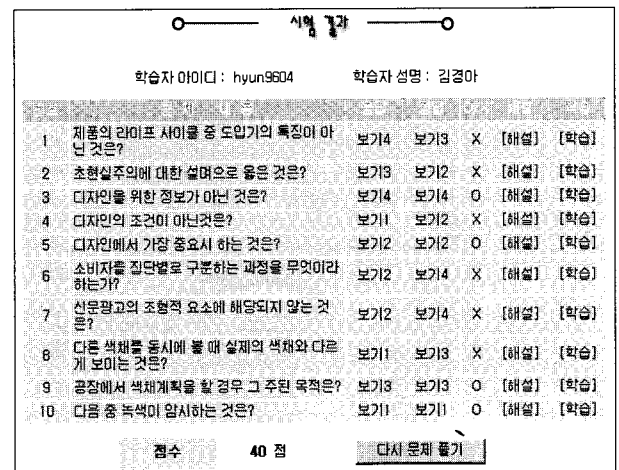 시험 결과
학습자 아이디 : hyun9604 학습자 성명 : 김경아
1 제품의 라이프 사이클 중 도입기의 특징이 아 보기4 보기3 X [해설] [학습]
닌 것은?
2 초현실주의에 대한 설며으로 옳은 것은? 보기3 보기2 X [해설] [학습]
3 디자인을 위한 정보가 아닌 것은? 보기4 보기4 O [해설] [학습]
4 디자인의 조건이 아닌것은? 보기1 보기2 X [해설] [학습]
5 디자인에서 가장 중요시 하는 것은? 보기2 보기2 O [해설] [학습]
6 소비자를 집단별로 구분하는 과정을 무엇이라 보기2 보기4 X [해설] [학습]
하는가?
7 신문광고의 조형적 요소에 해당되지 않는 것 보기2 보기4 X [해설] [학습]
은?
8 다른 색채를 동시에 볼 때 실제의 색채와 다르 보기1 보기3 X [해설] [학습]
게 보이는 것은?
9 공장에서 색채계획을 할 경우 그 주된 목적은? 보기3 보기3 O [해설] [학습]
10 다음 중 녹색이 암시하는 것은? 보기1 보기1 O [해설] [학습]
점수 40 점 다시 문제 풀기